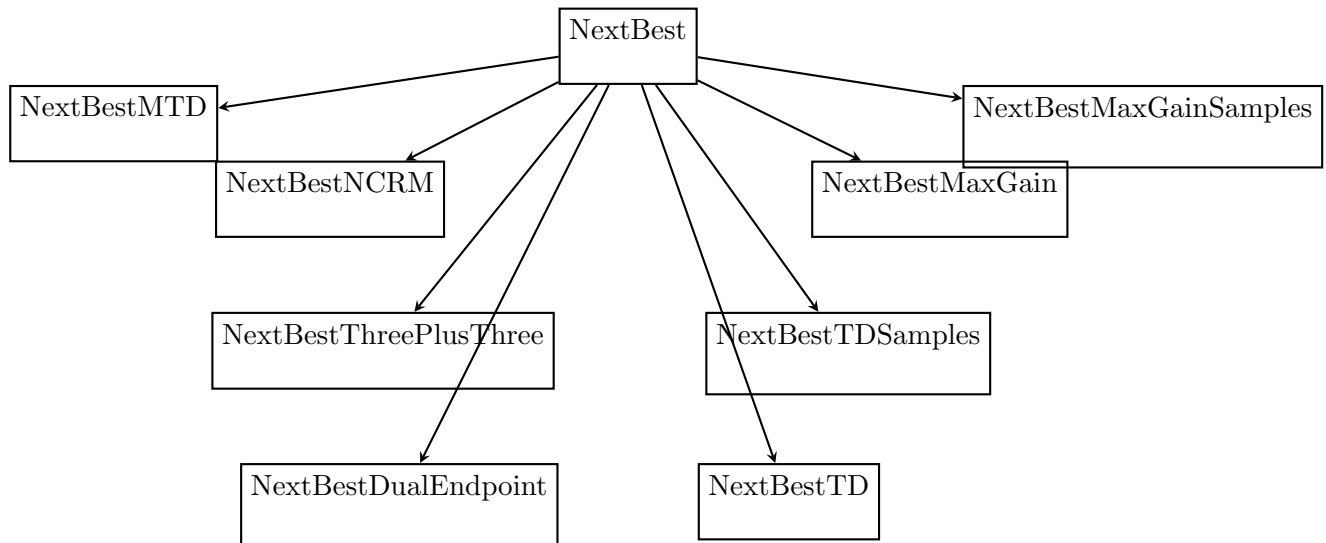 NextBest
NextBestMTD
NextBestMaxGainSamples
NextBestNCRM
NextBestMaxGain
NextBestThreePlusThree
NextBestTDSamples
NextBestDualEndpoint
NextBestTD